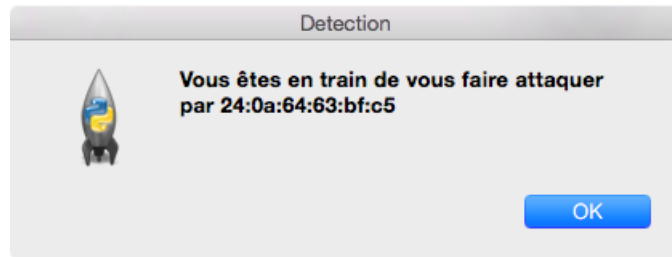 Detection
Vous êtes en train de vous faire attaquer
par 24:0a:64:63:bf:c5
OK